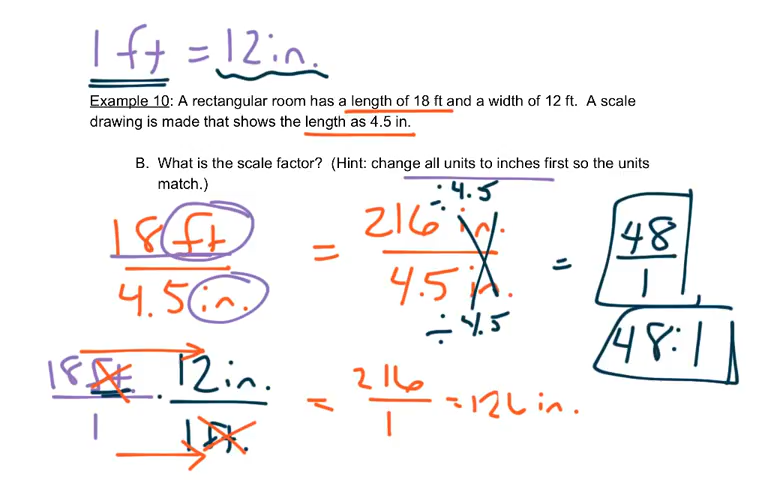 1 ft = 12 in.
Example 10: A rectangular room has a length of 18 ft and a width of 12 ft. A scale
drawing is made that shows the length as 4.5 in.
B. What is the scale factor? (Hint: change all units to inches first so the units
match.)
÷ 4.5
18 ft / 4.5 in. = 216 in. / 4.5 in. = 48 / 1
÷ 4.5
48:1
18 ft / 1 · 12 in. / 1 ft. = 216 / 1 = 126 in.